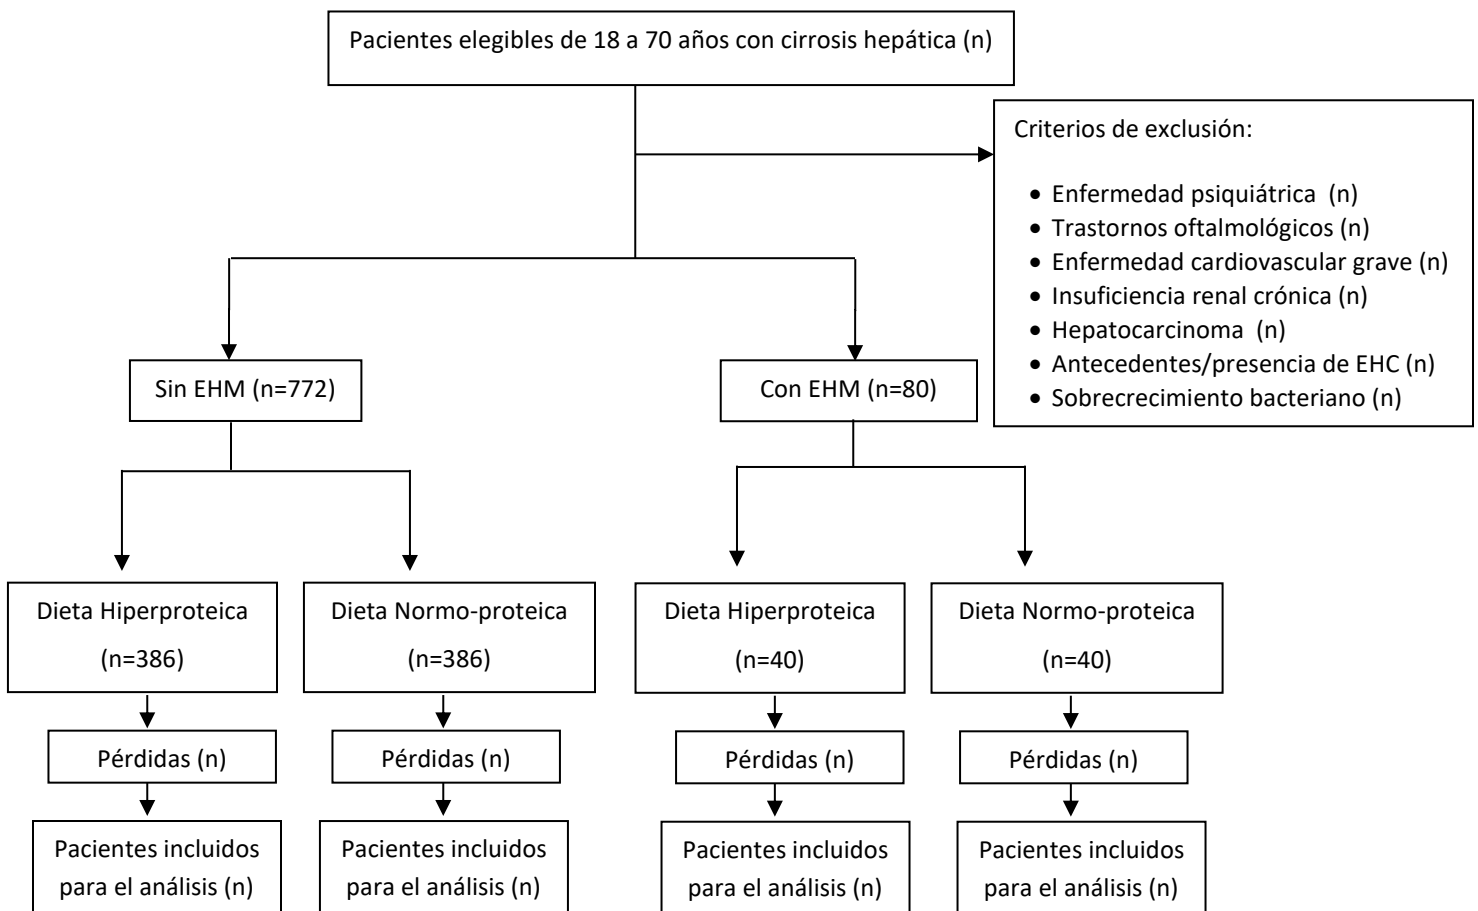 Pacientes elegibles de 18 a 70 años con cirrosis hepática (n)
Criterios de exclusión:
• Enfermedad psiquiátrica (n)
• Trastornos oftalmológicos (n)
• Enfermedad cardiovascular grave (n)
• Insuficiencia renal crónica (n)
• Hepatocarcinoma (n)
• Antecedentes/presencia de EHC (n)
• Sobrecrecimiento bacteriano (n)
Sin EHM (n=772)
Con EHM (n=80)
Dieta Hiperproteica
(n=386)
Dieta Normo-proteica
(n=386)
Dieta Hiperproteica
(n=40)
Dieta Normo-proteica
(n=40)
Pérdidas (n)
Pérdidas (n)
Pérdidas (n)
Pérdidas (n)
Pacientes incluidos
para el análisis (n)
Pacientes incluidos
para el análisis (n)
Pacientes incluidos
para el análisis (n)
Pacientes incluidos
para el análisis (n)